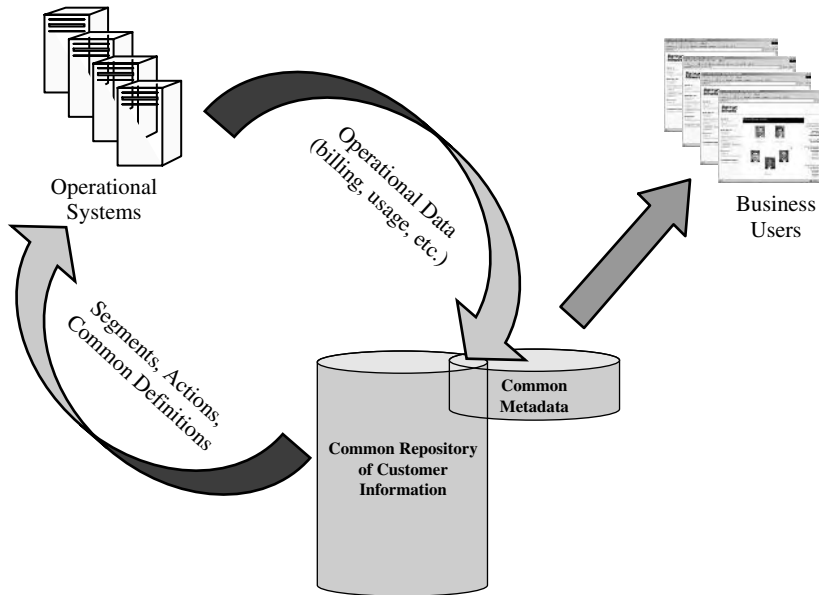 Operational
Systems
Operational Data
(billing, usage, etc.)
Business
Users
Segments, Actions,
Common Definitions
Common
Metadata
Common Repository
of Customer
Information